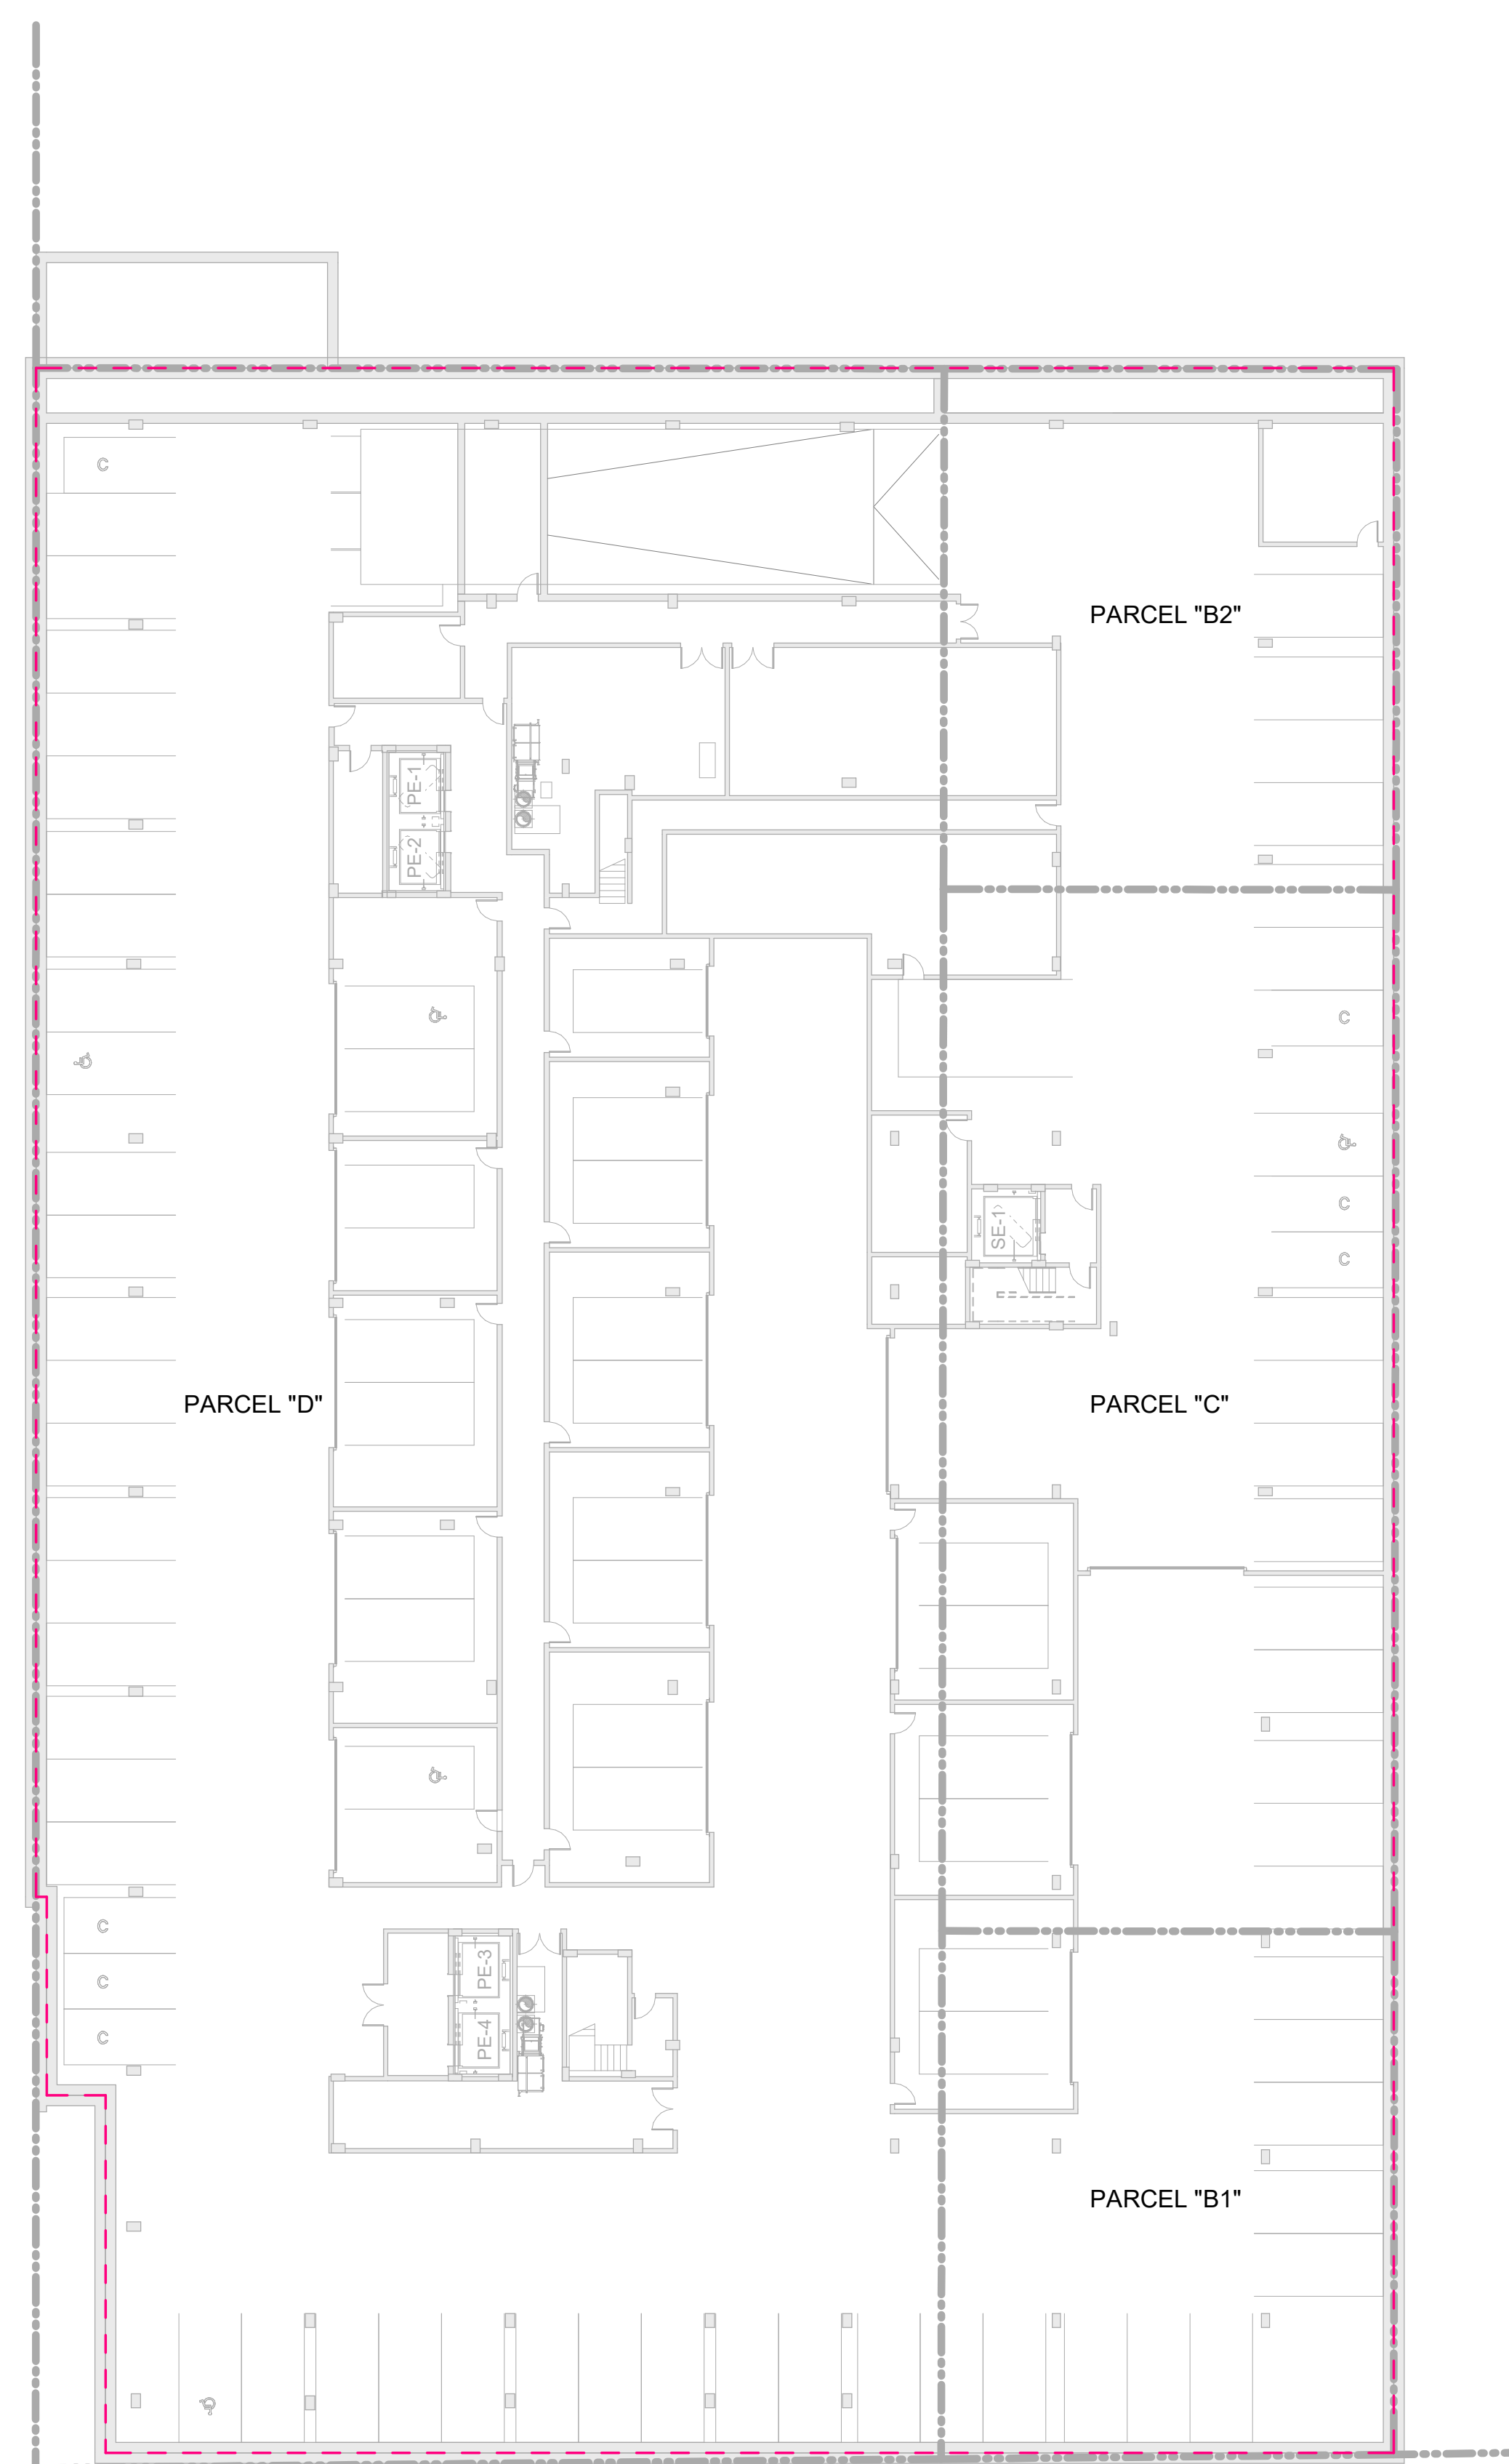 C
PARCEL "B2"
PE-1
PE-2
C
C
SE-1
C
PARCEL "D"
PARCEL "C"
C
PE-3
C
PE-4
C
PARCEL "B1"